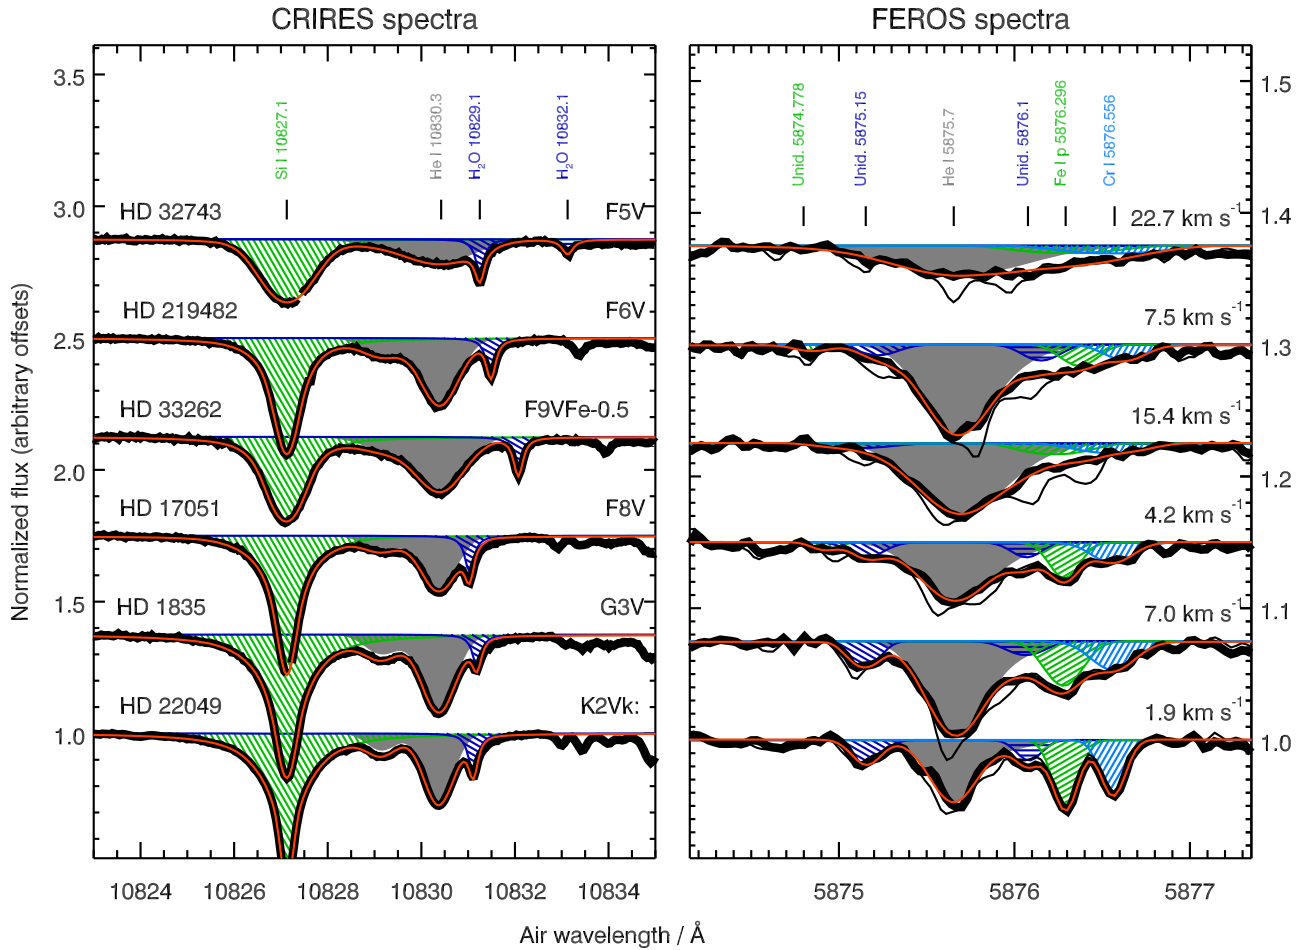 CRIRES spectra
FEROS spectra
Normalized flux (arbitrary offsets)
3.5
3.0
2.5
2.0
1.5
1.0
Si I 10827.1
He I 10830.3
H₂O 10829.1
H₂O 10832.1
HD 32743 F5V
HD 219482 F6V
HD 33262 F9VFe-0.5
HD 17051 F8V
HD 1835 G3V
HD 22049 K2Vk:
10824 10826 10828 10830 10832 10834
Unid. 5874.778
Unid. 5875.15
He I 5875.7
Unid. 5876.1
Fe I p 5876.296
Cr I 5876.556
22.7 km s⁻¹
7.5 km s⁻¹
15.4 km s⁻¹
4.2 km s⁻¹
7.0 km s⁻¹
1.9 km s⁻¹
1.5
1.4
1.3
1.2
1.1
1.0
5875 5876 5877
Air wavelength / Å